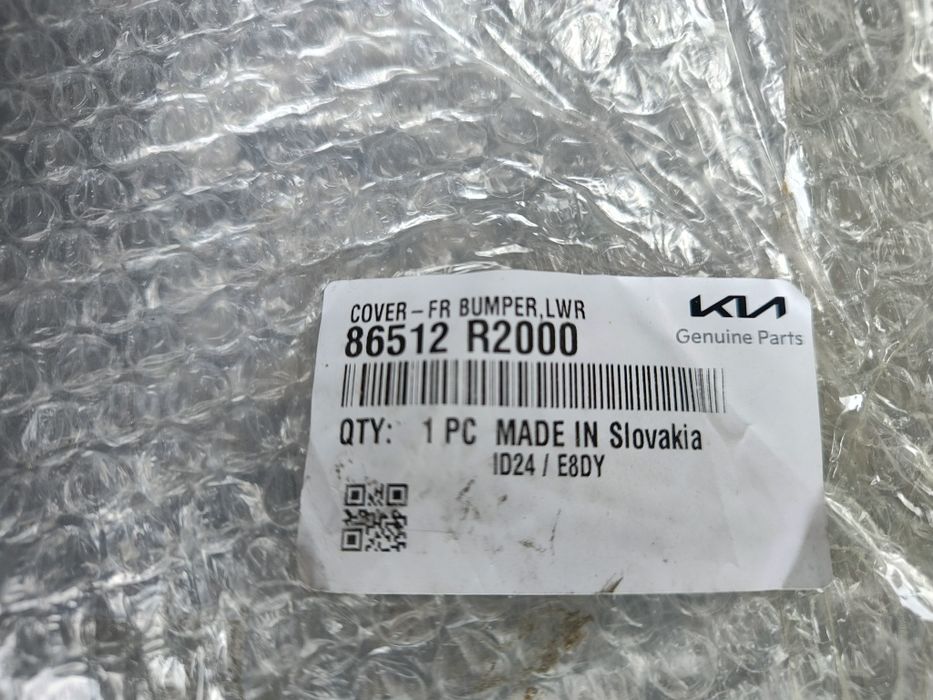 COVER-FR BUMPER,LWR
86512 R2000
KIA
Genuine Parts
QTY: 1 PC MADE IN Slovakia
ID24 / E8DY